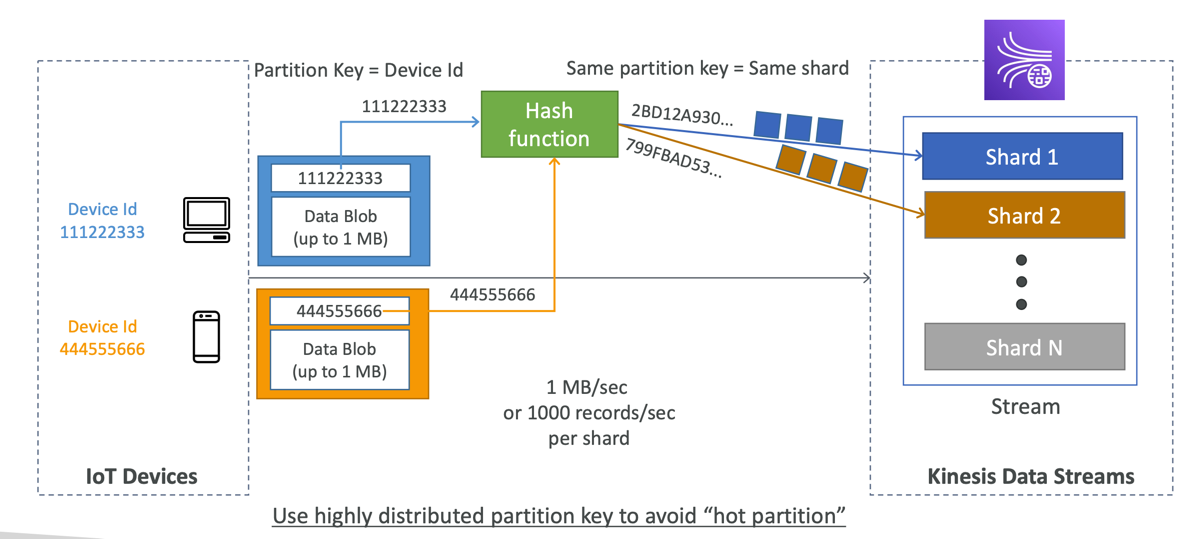 Partition Key = Device Id
Same partition key = Same shard
111222333
Hash
function
2BD12A930...
799FBAD53...
Shard 1
111222333
Device Id
111222333
Data Blob
(up to 1 MB)
Shard 2
444555666
444555666
Device Id
444555666
Data Blob
(up to 1 MB)
Shard N
1 MB/sec
or 1000 records/sec
per shard
Stream
IoT Devices
Kinesis Data Streams
Use highly distributed partition key to avoid “hot partition”